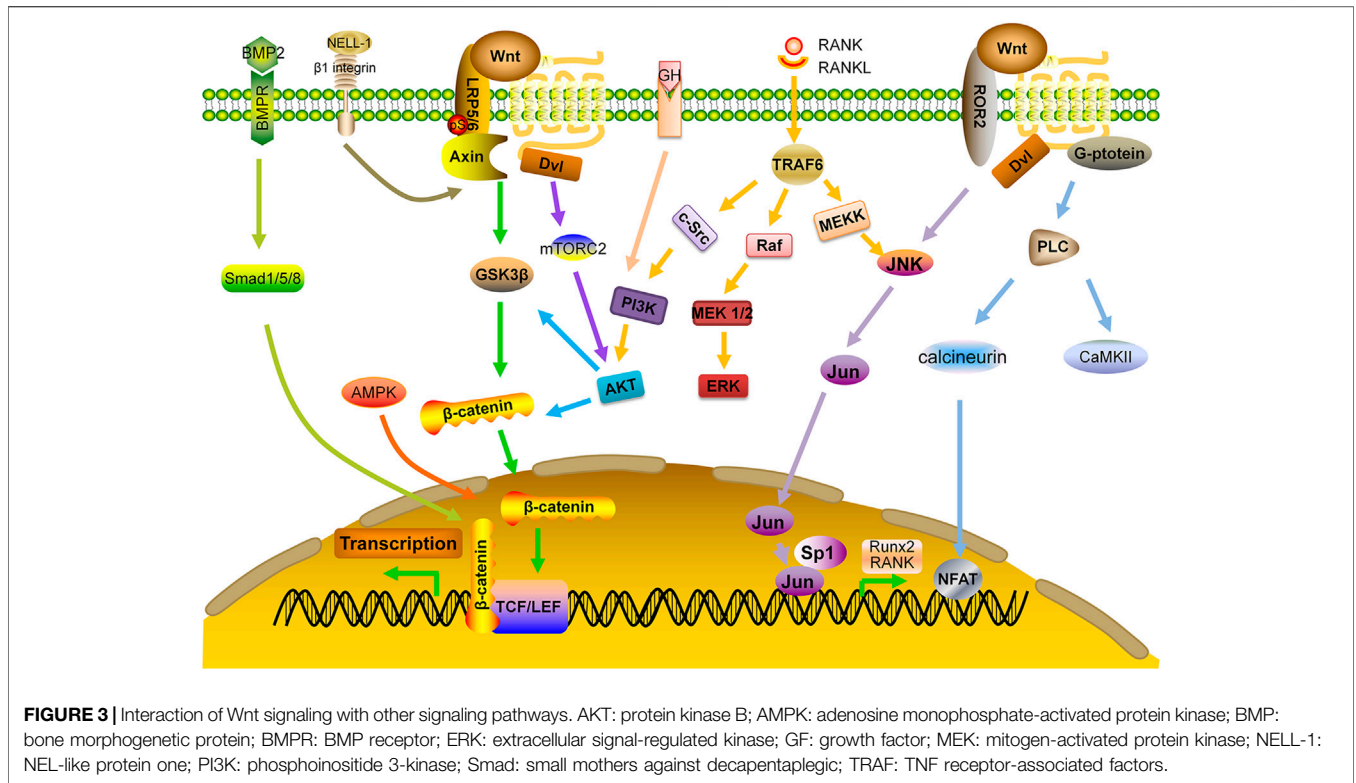 BMP2
BMPR
NELL-1
β1 integrin
Wnt
LRP5/6
pS
Axin
Dvl
GH
RANK
RANKL
Wnt
ROR2
Dvl
G-ptotein
TRAF6
c-Src
Raf
MEKK
mTORC2
GSK3β
Smad1/5/8
PI3K
MEK 1/2
JNK
PLC
AMPK
AKT
ERK
Jun
calcineurin
CaMKII
β-catenin
β-catenin
β-catenin
Transcription
TCF/LEF
Jun
Sp1
Jun
Runx2
RANK
NFAT
FIGURE 3 | Interaction of Wnt signaling with other signaling pathways. AKT: protein kinase B; AMPK: adenosine monophosphate-activated protein kinase; BMP:
bone morphogenetic protein; BMPR: BMP receptor; ERK: extracellular signal-regulated kinase; GF: growth factor; MEK: mitogen-activated protein kinase; NELL-1:
NEL-like protein one; PI3K: phosphoinositide 3-kinase; Smad: small mothers against decapentaplegic; TRAF: TNF receptor-associated factors.